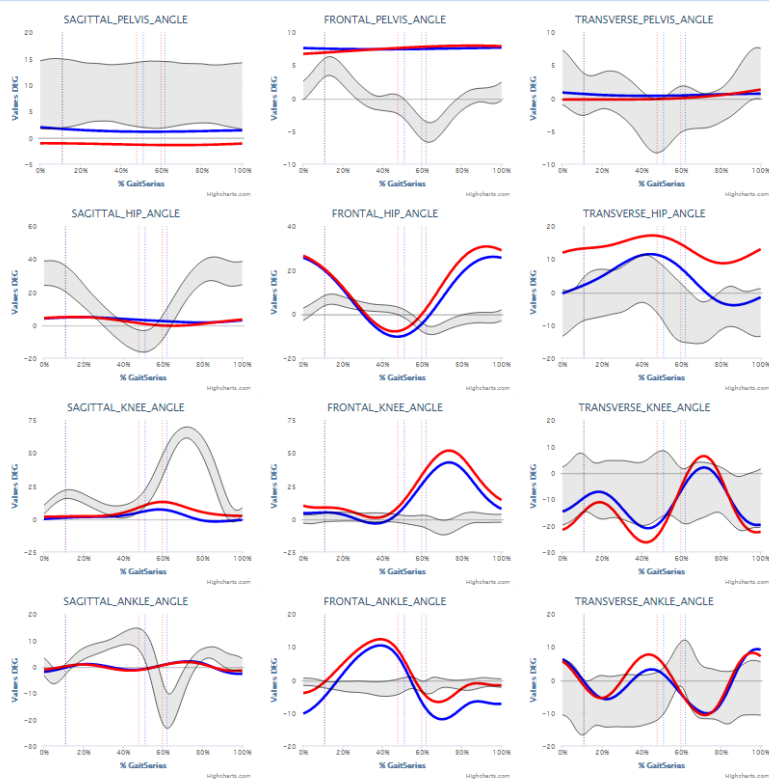 SAGITTAL_PELVIS_ANGLE
20
15
10
5
0
-5
Values DEG
0% 20% 40% 60% 80% 100%
% GaitSeries
Highcharts.com
FRONTAL_PELVIS_ANGLE
10
5
0
-5
-10
Values DEG
0% 20% 40% 60% 80% 100%
% GaitSeries
Highcharts.com
TRANSVERSE_PELVIS_ANGLE
10
5
0
-5
-10
Values DEG
0% 20% 40% 60% 80% 100%
% GaitSeries
Highcharts.com
SAGITTAL_HIP_ANGLE
60
40
20
0
-20
Values DEG
0% 20% 40% 60% 80% 100%
% GaitSeries
Highcharts.com
FRONTAL_HIP_ANGLE
40
20
0
-20
Values DEG
0% 20% 40% 60% 80% 100%
% GaitSeries
Highcharts.com
TRANSVERSE_HIP_ANGLE
20
10
0
-10
-20
Values DEG
0% 20% 40% 60% 80% 100%
% GaitSeries
Highcharts.com
SAGITTAL_KNEE_ANGLE
75
50
25
0
-25
Values DEG
0% 20% 40% 60% 80% 100%
% GaitSeries
Highcharts.com
FRONTAL_KNEE_ANGLE
75
50
25
0
-25
Values DEG
0% 20% 40% 60% 80% 100%
% GaitSeries
Highcharts.com
TRANSVERSE_KNEE_ANGLE
20
10
0
-10
-20
-30
Values DEG
0% 20% 40% 60% 80% 100%
% GaitSeries
Highcharts.com
SAGITTAL_ANKLE_ANGLE
20
10
0
-10
-20
-30
Values DEG
0% 20% 40% 60% 80% 100%
% GaitSeries
Highcharts.com
FRONTAL_ANKLE_ANGLE
20
10
0
-10
-20
Values DEG
0% 20% 40% 60% 80% 100%
% GaitSeries
Highcharts.com
TRANSVERSE_ANKLE_ANGLE
20
10
0
-10
-20
Values DEG
0% 20% 40% 60% 80% 100%
% GaitSeries
Highcharts.com